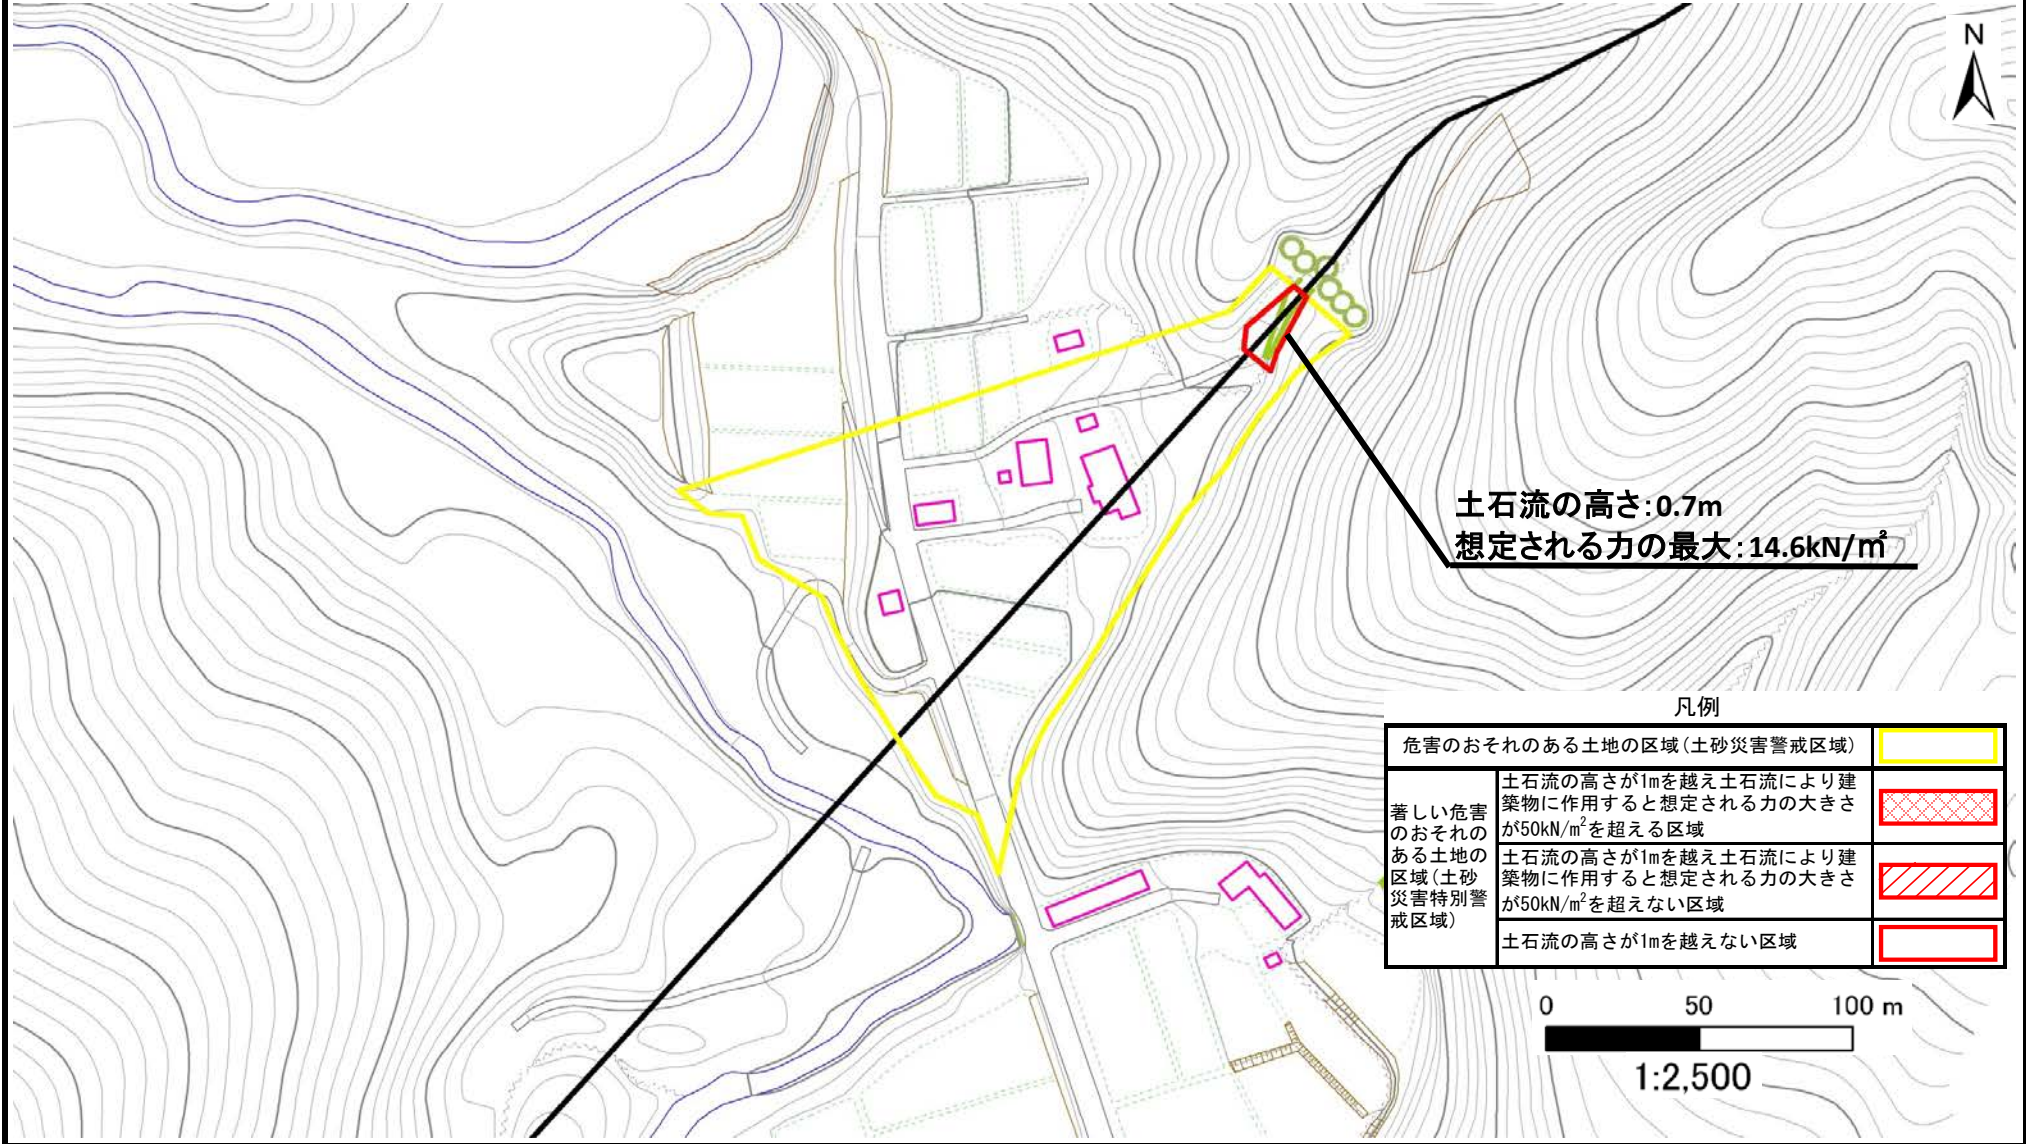 N
土石流の高さ:0.7m
想定される力の最大:14.6kN/㎡
凡例
危害のおそれのある土地の区域(土砂災害警戒区域)
著しい危害
のおそれの
ある土地の
区域(土砂
災害特別警
戒区域)
土石流の高さが1mを越え土石流により建
築物に作用すると想定される力の大きさ
が50kN/m²を超える区域
土石流の高さが1mを越え土石流により建
築物に作用すると想定される力の大きさ
が50kN/m²を超えない区域
土石流の高さが1mを越えない区域
0 50 100 m
1:2,500